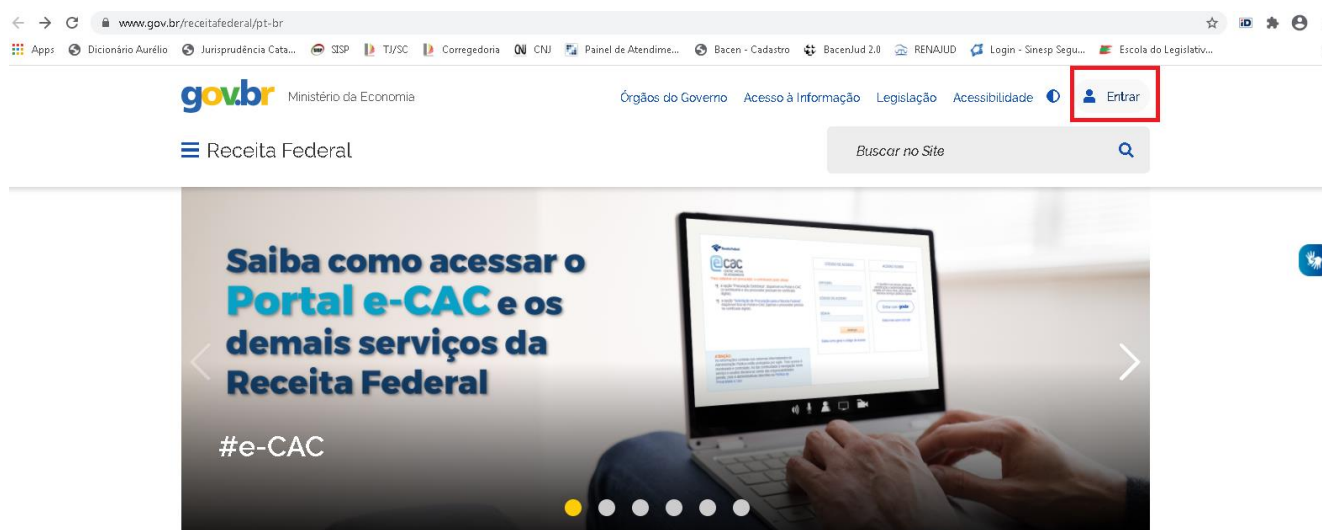 www.gov.br/receitafederal/pt-br
Apps Dicionário Aurélio Jurisprudência Cata... SISP TJ/SC Corregedoria CNJ Painel de Atendime... Bacen - Cadastro BacenJud 2.0 RENAJUD Login - Sinesp Segu... Escola do Legislativ...
gov.br Ministério da Economia Órgãos do Governo Acesso à Informação Legislação Acessibilidade Entrar
Receita Federal Buscar no Site
Saiba como acessar o
Portal e-CAC e os
demais serviços da
Receita Federal
#e-CAC
eCAC